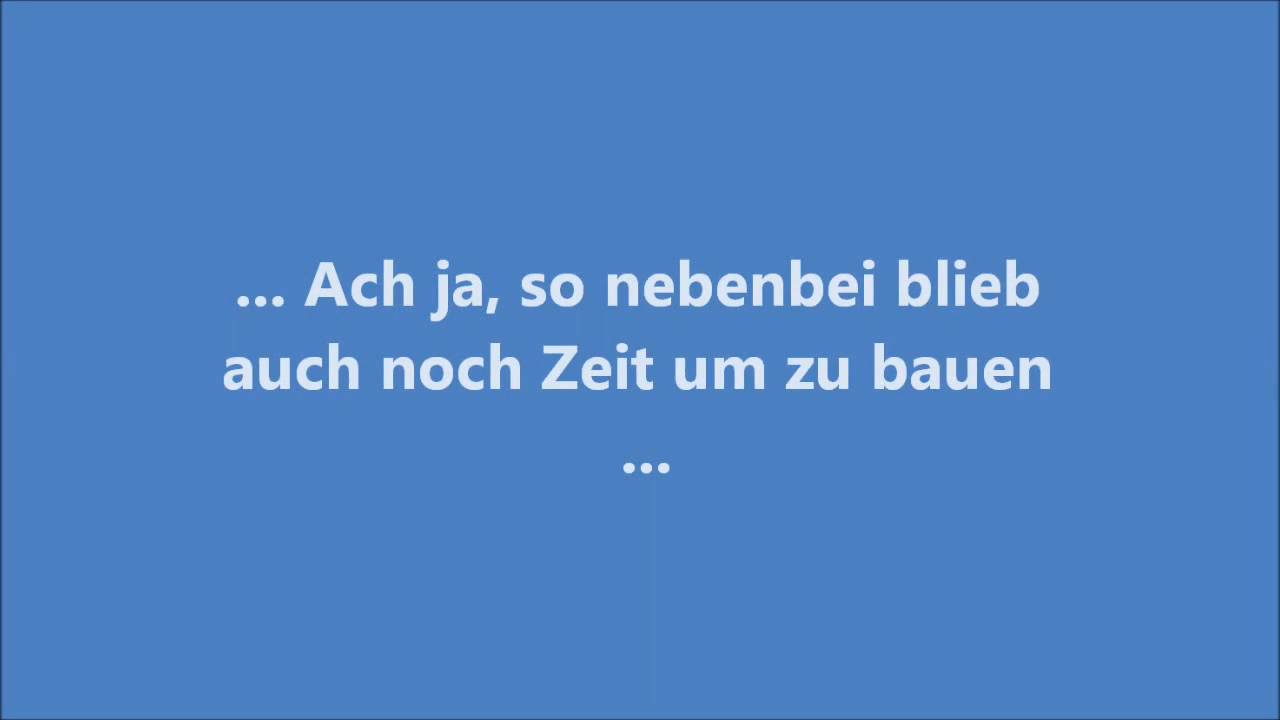 ... Ach ja, so nebenbei blieb
auch noch Zeit um zu bauen
...